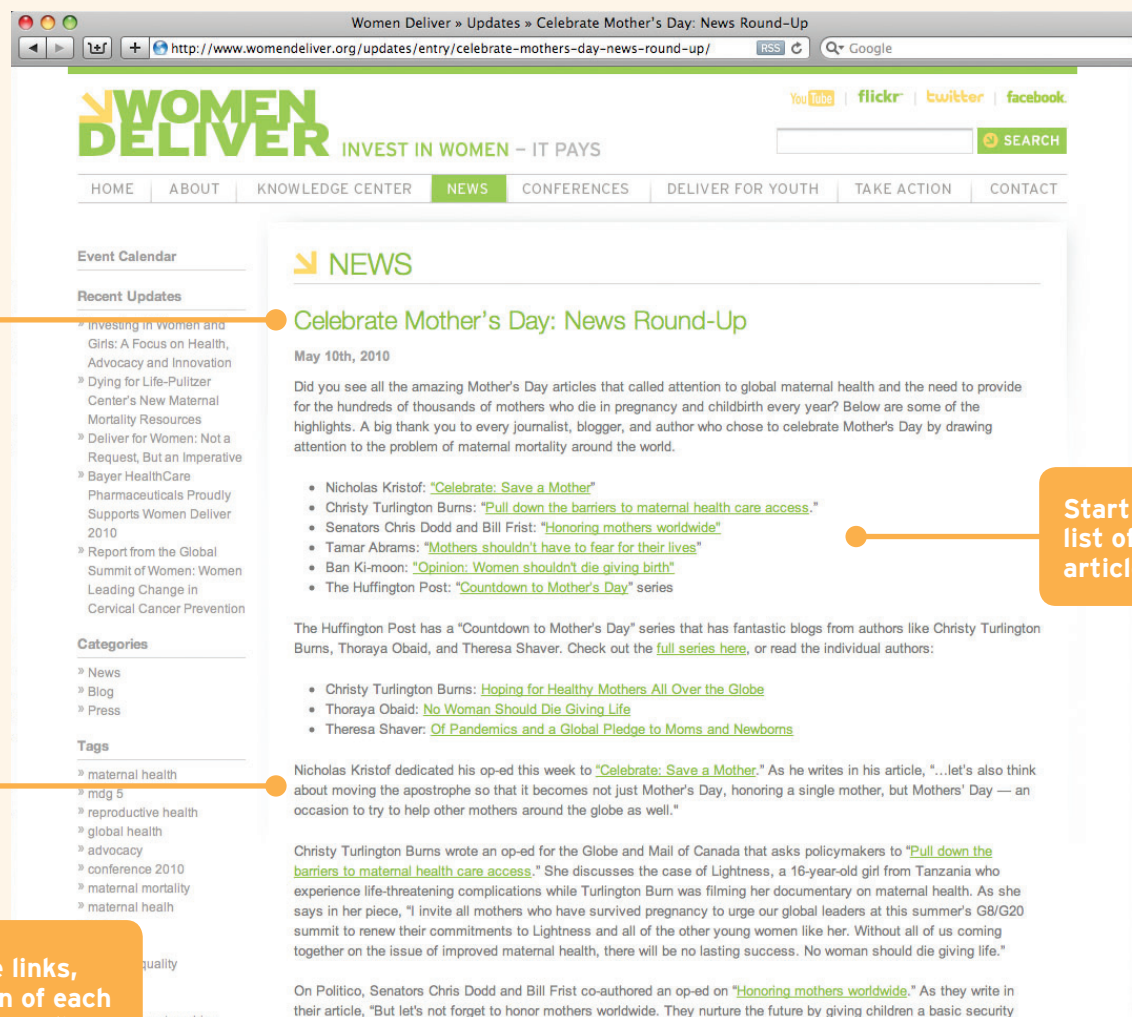 Women Deliver » Updates » Celebrate Mother's Day: News Round-Up
http://www.womendeliver.org/updates/entry/celebrate-mothers-day-news-round-up/
RSS
Google
WOMEN
DELIVER
INVEST IN WOMEN – IT PAYS
YouTube | flickr | twitter | facebook.
SEARCH
HOME
ABOUT
KNOWLEDGE CENTER
NEWS
CONFERENCES
DELIVER FOR YOUTH
TAKE ACTION
CONTACT
Event Calendar
Recent Updates
» Investing in Women and
Girls: A Focus on Health,
Advocacy and Innovation
» Dying for Life-Pulitzer
Center's New Maternal
Mortality Resources
» Deliver for Women: Not a
Request, But an Imperative
» Bayer HealthCare
Pharmaceuticals Proudly
Supports Women Deliver
2010
» Report from the Global
Summit of Women: Women
Leading Change in
Cervical Cancer Prevention
Categories
» News
» Blog
» Press
Tags
» maternal health
» mdg 5
» reproductive health
» global health
» advocacy
» conference 2010
» maternal mortality
» maternal healh
quality
NEWS
Celebrate Mother's Day: News Round-Up
May 10th, 2010
Did you see all the amazing Mother's Day articles that called attention to global maternal health and the need to provide
for the hundreds of thousands of mothers who die in pregnancy and childbirth every year? Below are some of the
highlights. A big thank you to every journalist, blogger, and author who chose to celebrate Mother's Day by drawing
attention to the problem of maternal mortality around the world.
• Nicholas Kristof: "Celebrate: Save a Mother"
• Christy Turlington Burns: "Pull down the barriers to maternal health care access."
• Senators Chris Dodd and Bill Frist: "Honoring mothers worldwide"
• Tamar Abrams: "Mothers shouldn't have to fear for their lives"
• Ban Ki-moon: "Opinion: Women shouldn't die giving birth"
• The Huffington Post: "Countdown to Mother's Day" series
The Huffington Post has a "Countdown to Mother's Day" series that has fantastic blogs from authors like Christy Turlington
Burns, Thoraya Obaid, and Theresa Shaver. Check out the full series here, or read the individual authors:
• Christy Turlington Burns: Hoping for Healthy Mothers All Over the Globe
• Thoraya Obaid: No Woman Should Die Giving Life
• Theresa Shaver: Of Pandemics and a Global Pledge to Moms and Newborns
Nicholas Kristof dedicated his op-ed this week to "Celebrate: Save a Mother." As he writes in his article, "…let's also think
about moving the apostrophe so that it becomes not just Mother's Day, honoring a single mother, but Mothers' Day — an
occasion to try to help other mothers around the globe as well."
Christy Turlington Burns wrote an op-ed for the Globe and Mail of Canada that asks policymakers to "Pull down the
barriers to maternal health care access." She discusses the case of Lightness, a 16-year-old girl from Tanzania who
experience life-threatening complications while Turlington Burn was filming her documentary on maternal health. As she
says in her piece, "I invite all mothers who have survived pregnancy to urge our global leaders at this summer's G8/G20
summit to renew their commitments to Lightness and all of the other young women like her. Without all of us coming
together on the issue of improved maternal health, there will be no lasting success. No woman should die giving life."
On Politico, Senators Chris Dodd and Bill Frist co-authored an op-ed on "Honoring mothers worldwide." As they write in
their article, "But let's not forget to honor mothers worldwide. They nurture the future by giving children a basic security
Start
list of
articl
links,
n of each